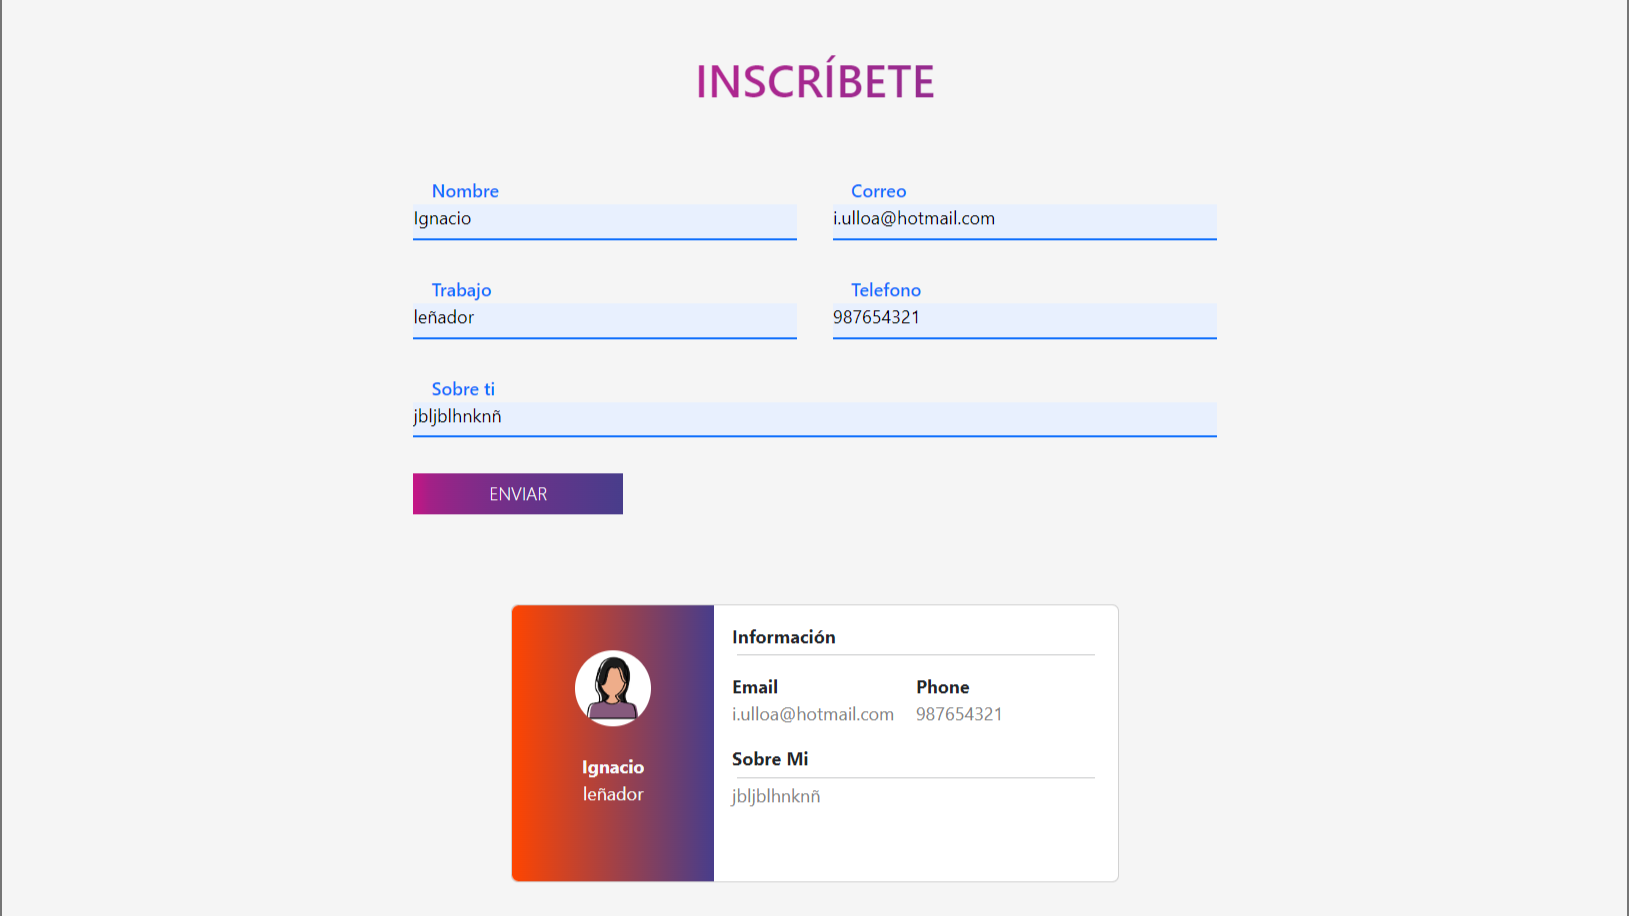 INSCRÍBETE
Nombre
Correo
Ignacio
i.ulloa@hotmail.com
Trabajo
Telefono
leñador
987654321
Sobre ti
jbljblhnknñ
ENVIAR
Información
Email
Phone
i.ulloa@hotmail.com
987654321
Ignacio
leñador
Sobre Mi
jbljblhnknñ